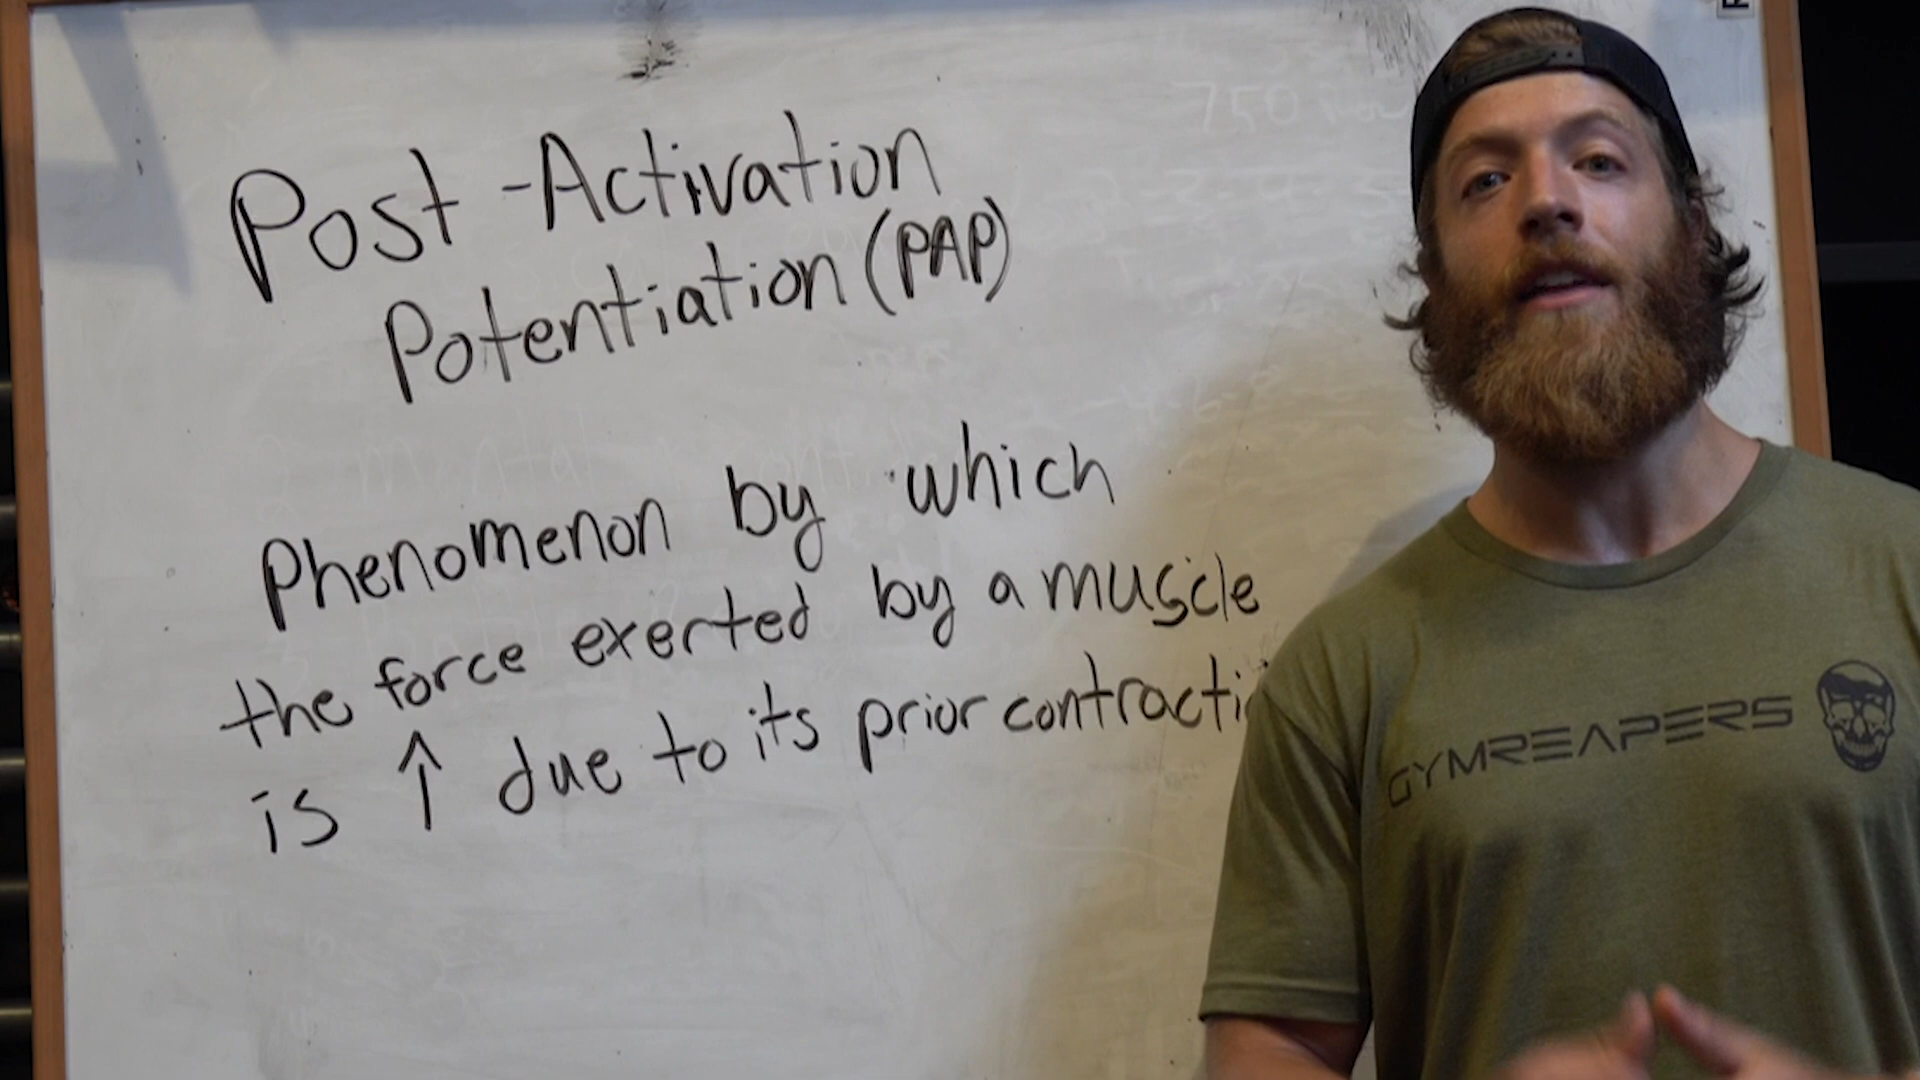 Post-Activation
Potentiation (PAP)
Phenomenon by which
the force exerted by a muscle
is ↑ due to its prior contracti
GYMREAPERS
750